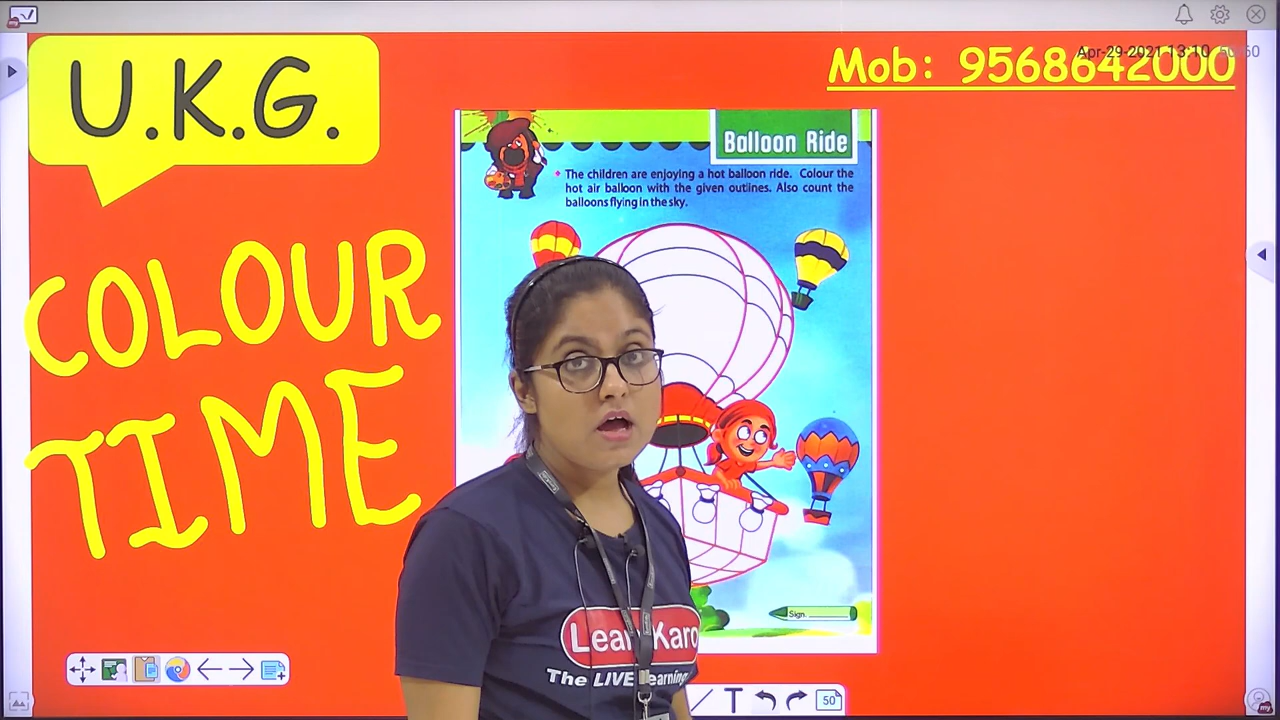 U.K.G.
Mob: 9568642000
Apr-29-2021 13:10
COLOUR
TIME
Balloon Ride
The children are enjoying a hot balloon ride. Colour the
hot air balloon with the given outlines. Also count the
balloons flying in the sky.
Sign.
Learn Karo
The LIVE Learning
T
50